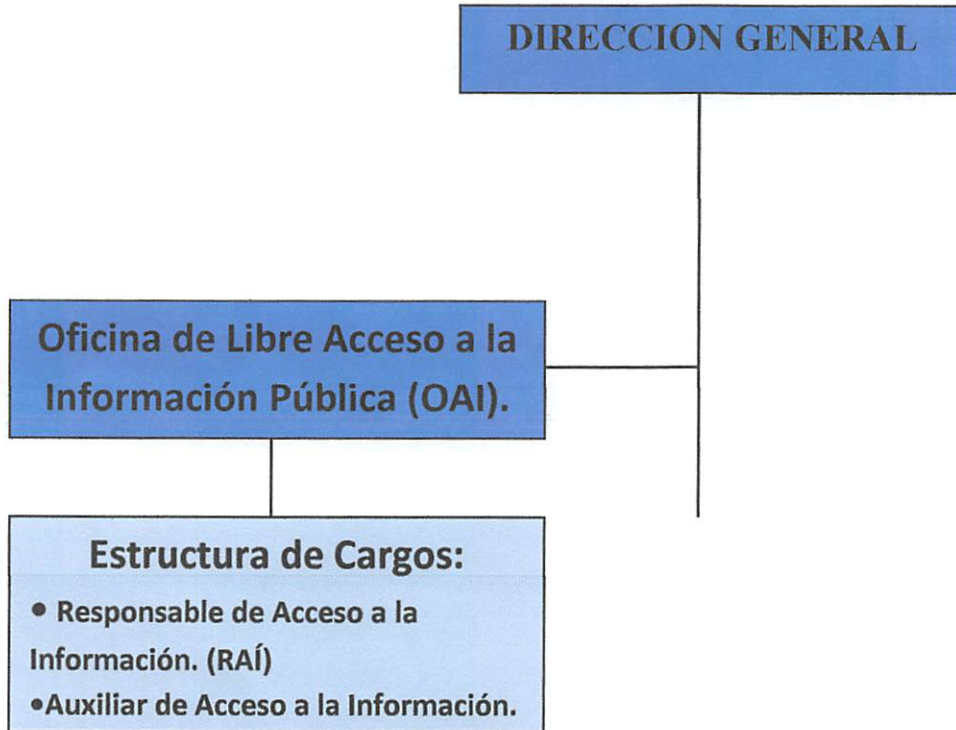 DIRECCION GENERAL
Oficina de Libre Acceso a la
Información Pública (OAI).
Estructura de Cargos:
• Responsable de Acceso a la
Información. (RAÍ)
•Auxiliar de Acceso a la Información.